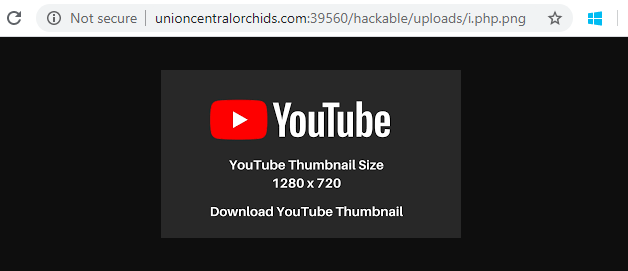 Not secure
unioncentralorchids.com:39560/hackable/uploads/i.php.png
YouTube
YouTube Thumbnail Size
1280 x 720
Download YouTube Thumbnail